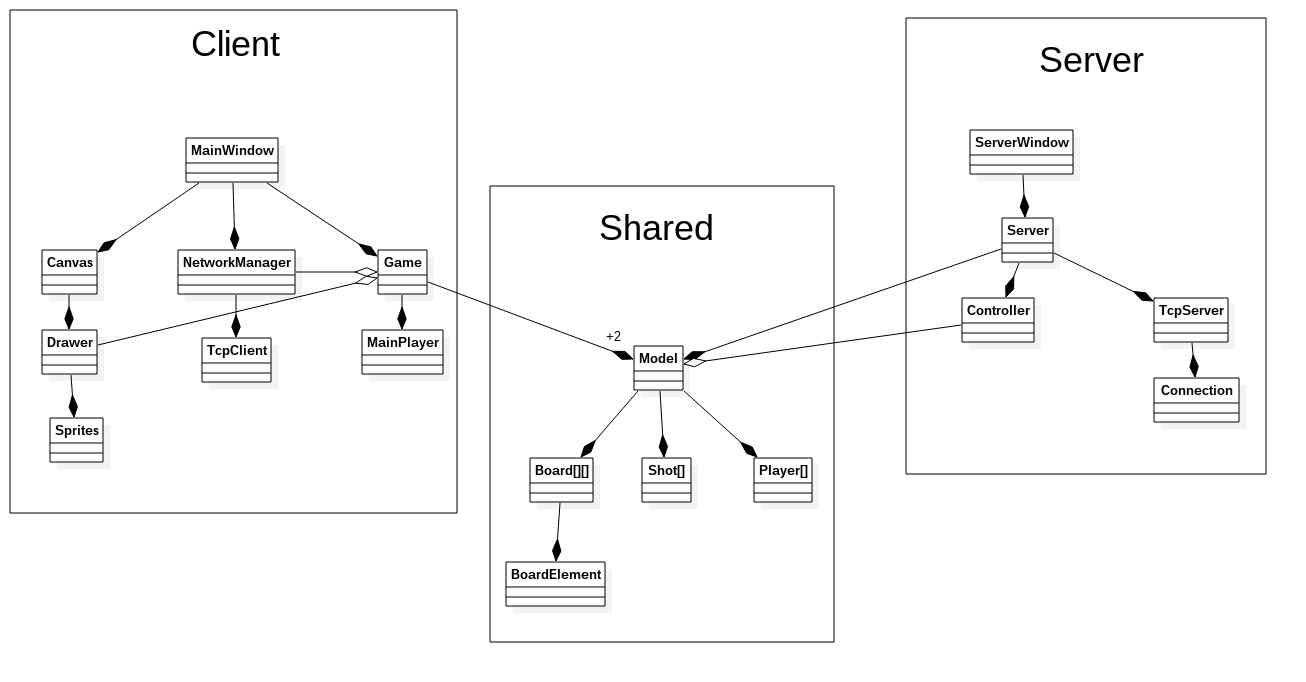 Client
MainWindow
Canvas
NetworkManager
Game
Drawer
TcpClient
MainPlayer
Sprites
Shared
+2
Model
Board[][]
Shot[]
Player[]
BoardElement
Server
ServerWindow
Server
Controller
TcpServer
Connection